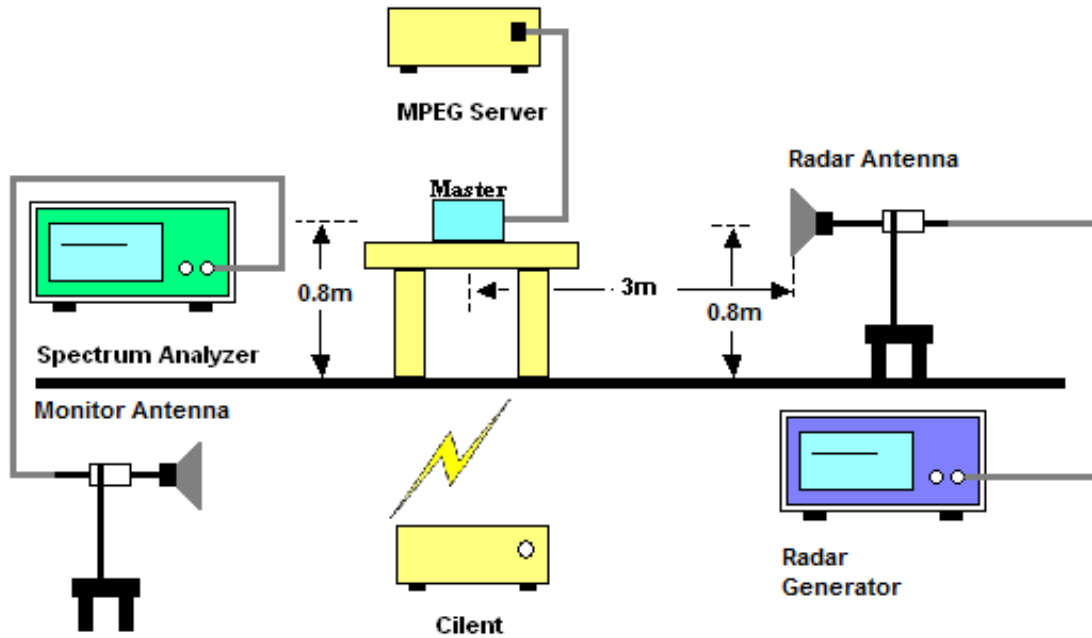 MPEG Server
Radar Antenna
Master
0.8m
3m
0.8m
Spectrum Analyzer
Monitor Antenna
Radar
Generator
Cilent